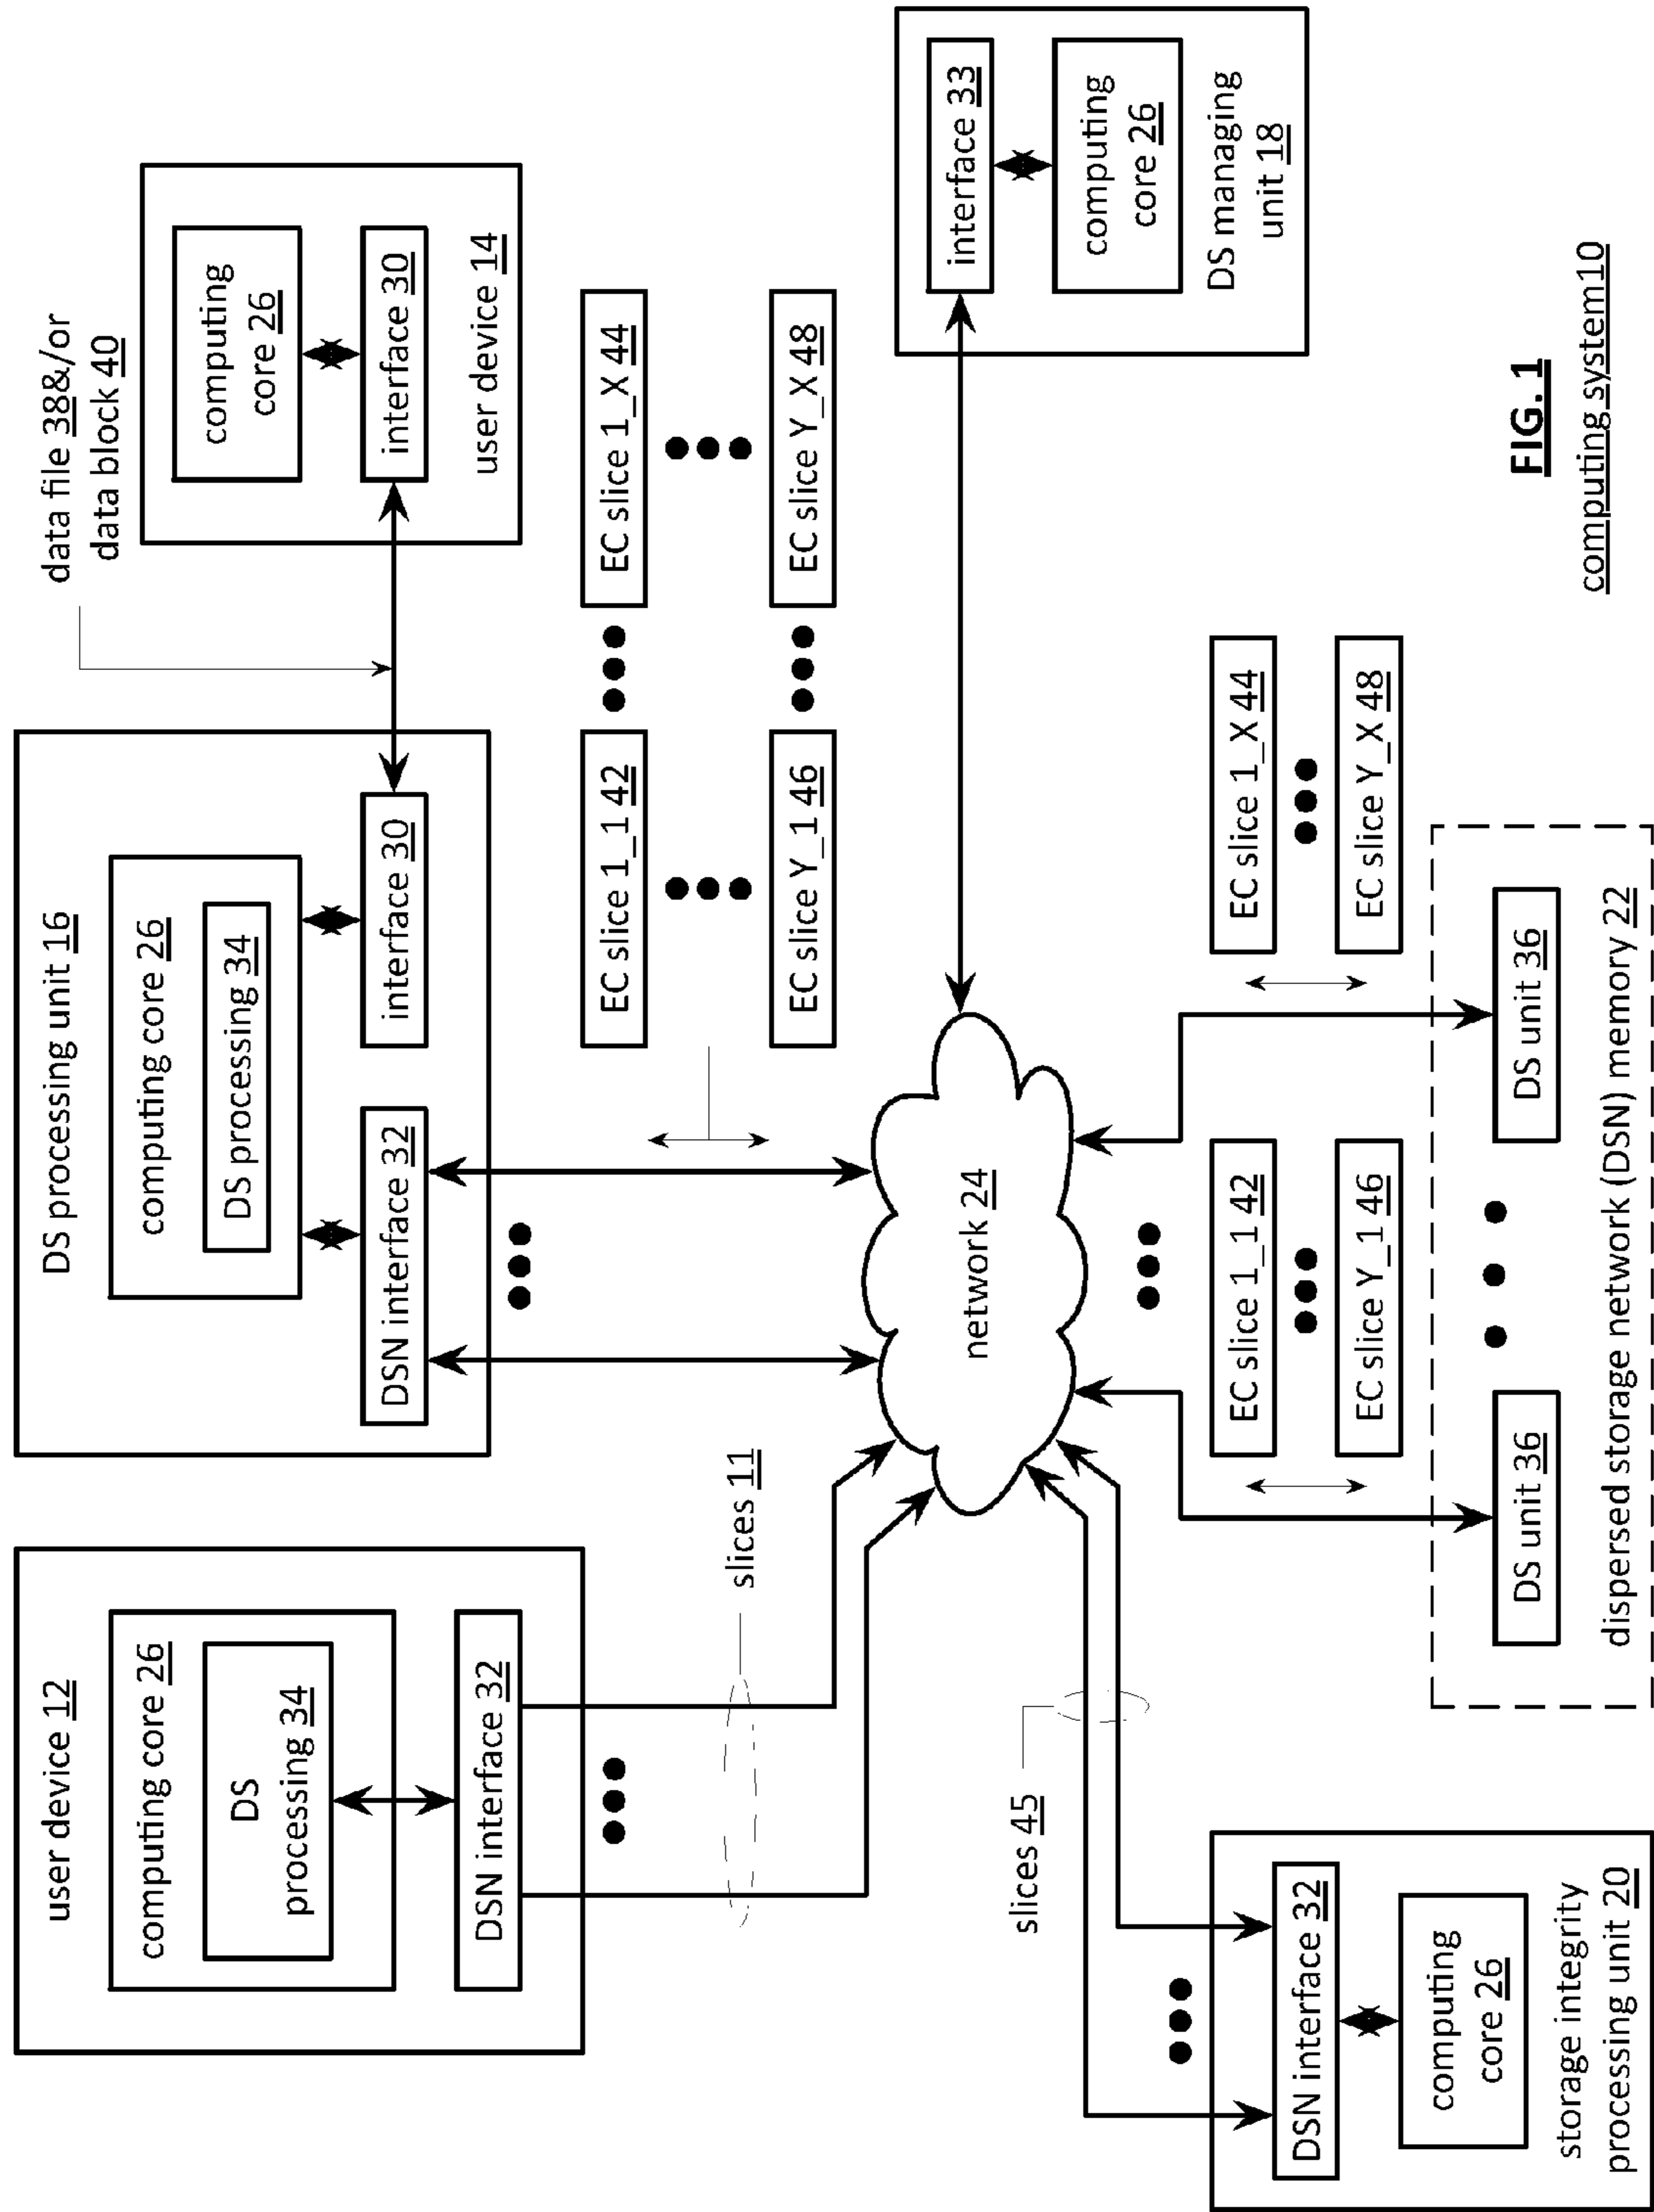 user device 12
computing core 26
DS
processing 34
DSN interface 32
slices 11
DS processing unit 16
computing core 26
DS processing 34
DSN interface 32
interface 30
data file 38&/or
data block 40
computing
core 26
interface 30
user device 14
EC slice 1_1 42
EC slice 1_X 44
EC slice Y_1 46
EC slice Y_X 48
network 24
interface 33
computing
core 26
DS managing
unit 18
slices 45
DSN interface 32
computing
core 26
storage integrity
processing unit 20
EC slice 1_1 42
EC slice Y_1 46
EC slice 1_X 44
EC slice Y_X 48
DS unit 36
DS unit 36
dispersed storage network (DSN) memory 22
FIG. 1
computing system10